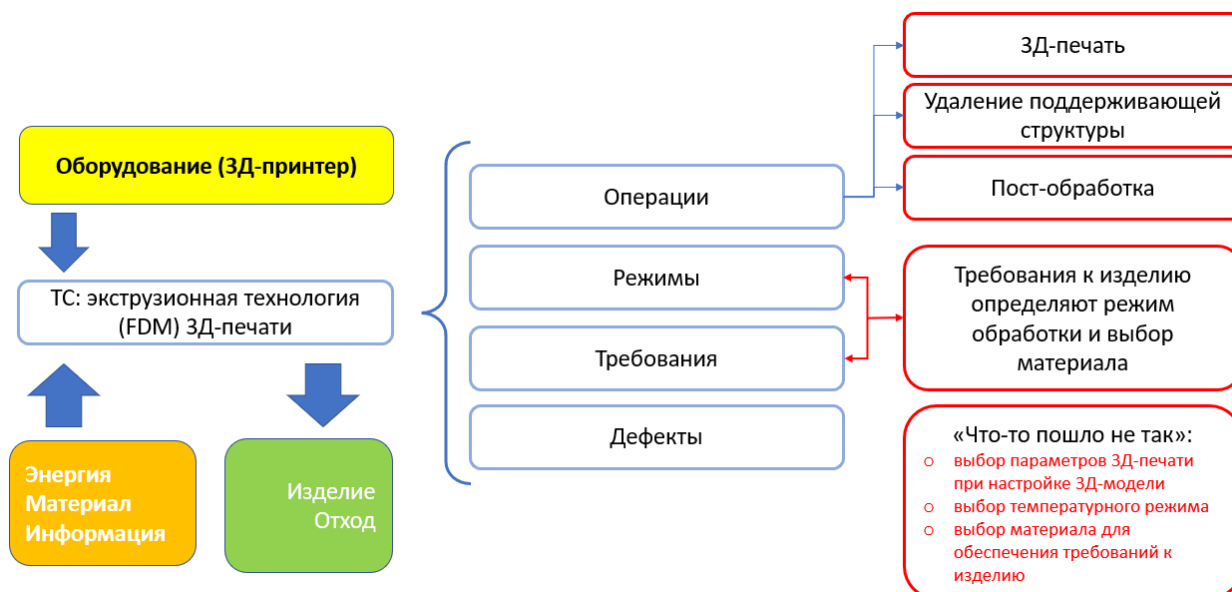 Оборудование (3Д-принтер)
ТС: экструзионная технология
(FDM) 3Д-печати
Энергия
Материал
Информация
Изделие
Отход
Операции
Режимы
Требования
Дефекты
3Д-печать
Удаление поддерживающей
структуры
Пост-обработка
Требования к изделию
определяют режим
обработки и выбор
материала
«Что-то пошло не так»:
o выбор параметров 3Д-печати
при настройке 3Д-модели
o выбор температурного режима
o выбор материала для
обеспечения требований к
изделию